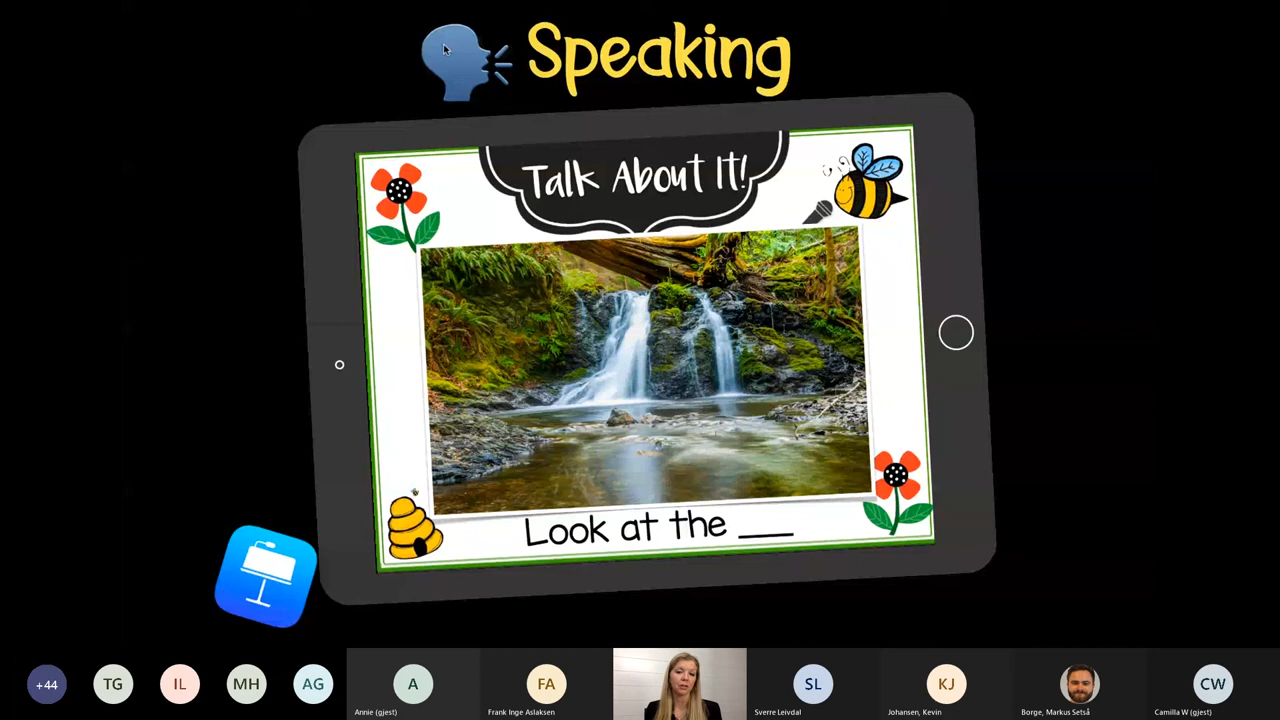 Speaking
Talk About It!
Look at the ___
+44
TG
IL
MH
AG
A
FA
SL
KJ
CW
Annie (gjest)
Frank Inge Aslaksen
Sverre Leivdal
Johansen, Kevin
Borge, Markus Setså
Camilla W (gjest)